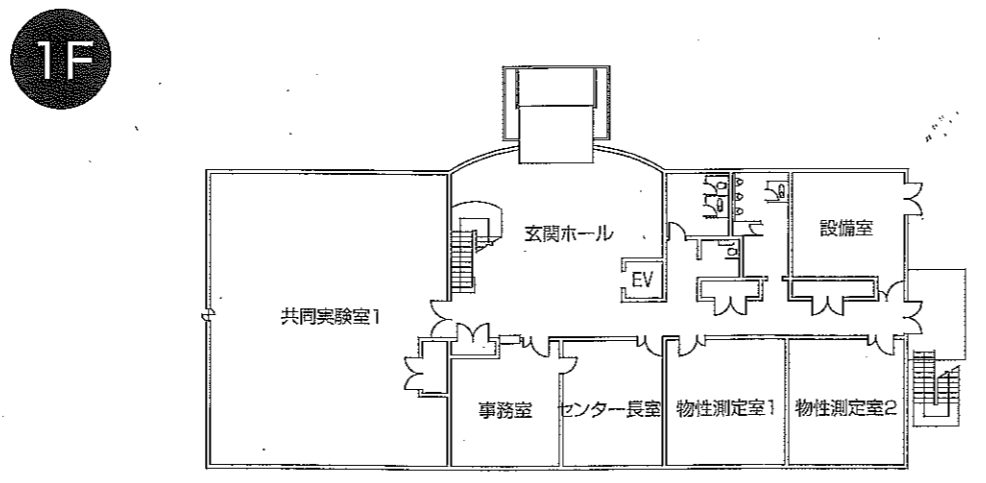 1F
玄関ホール
設備室
EV
共同実験室1
事務室
センター長室
物性測定室1
物性測定室2